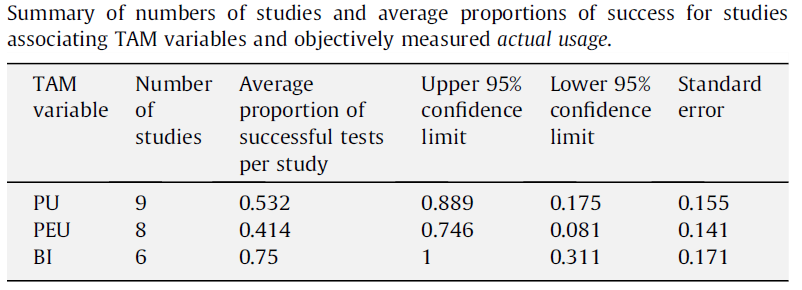 Summary of numbers of studies and average proportions of success for studies
associating TAM variables and objectively measured actual usage.
TAM variable Number of studies Average proportion of successful tests per study Upper 95% confidence limit Lower 95% confidence limit Standard error
PU 9 0.532 0.889 0.175 0.155
PEU 8 0.414 0.746 0.081 0.141
BI 6 0.75 1 0.311 0.171